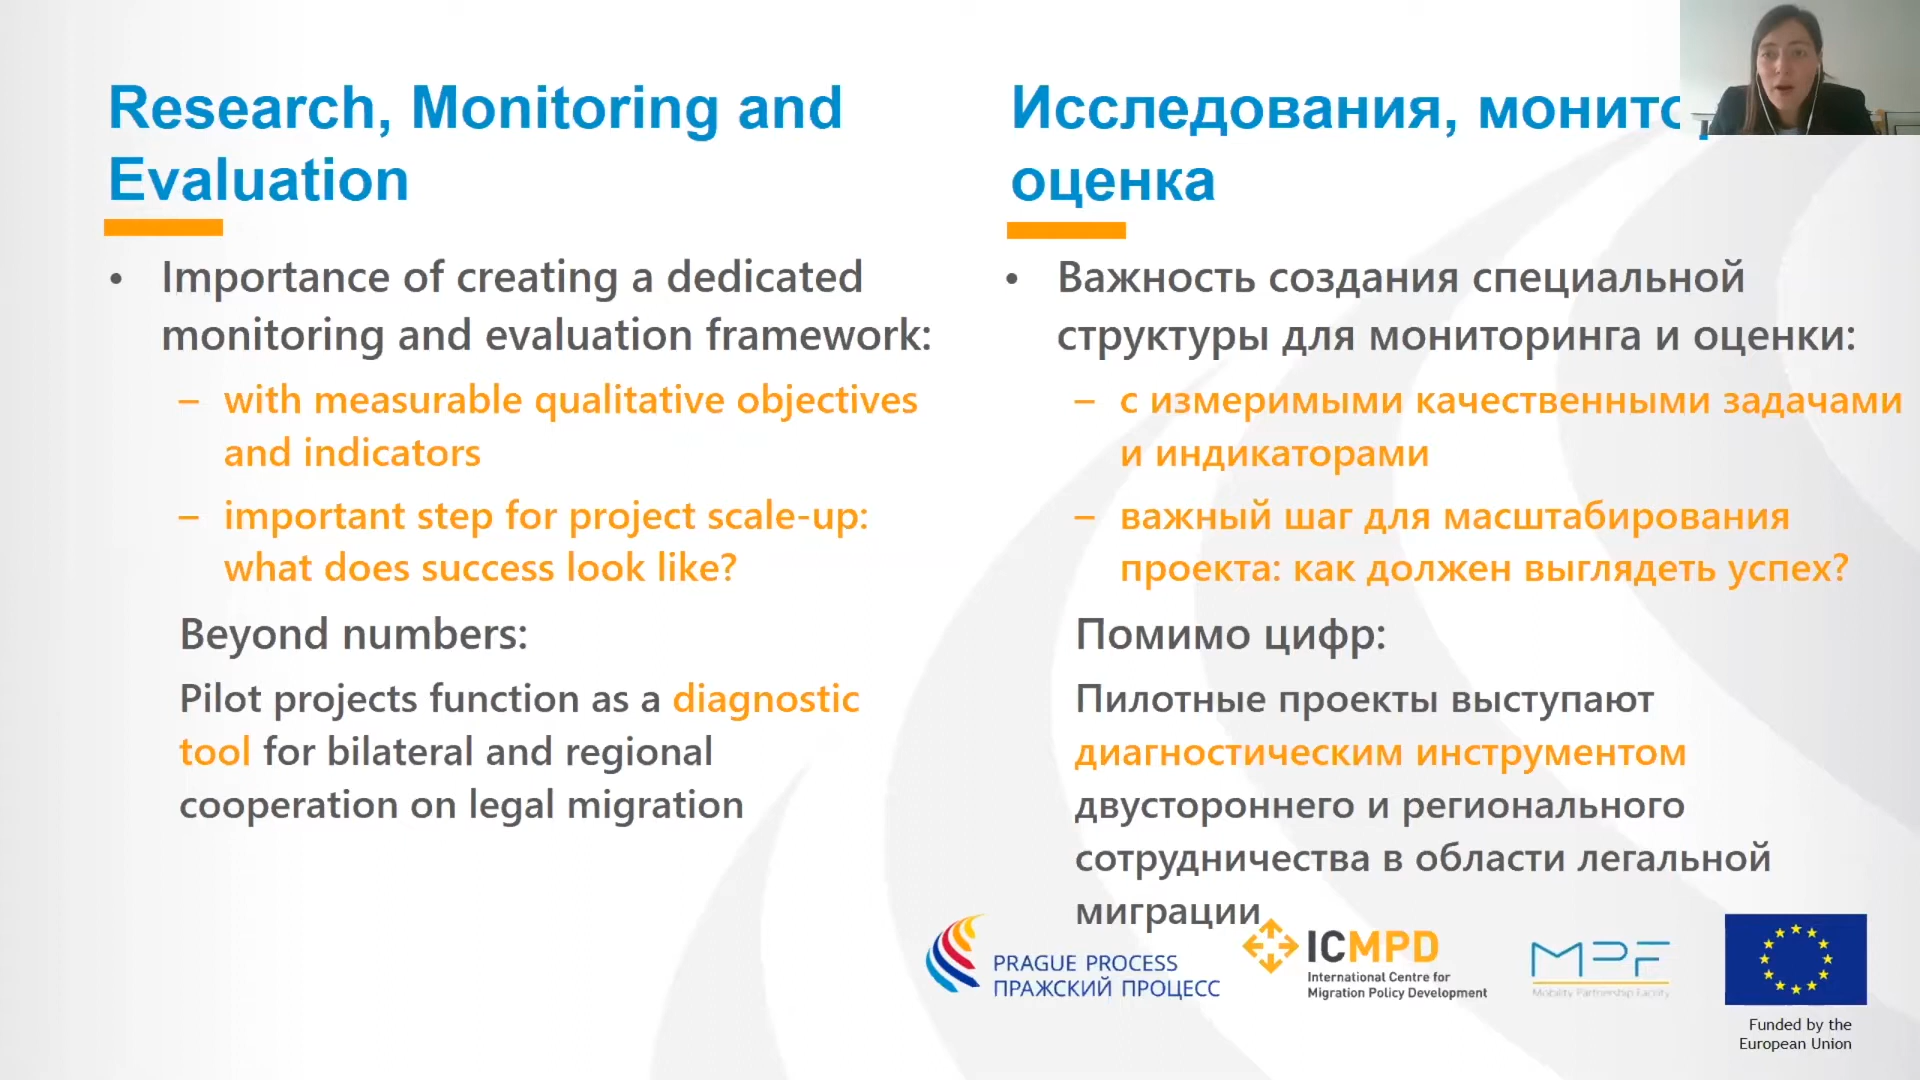 Research, Monitoring and
Evaluation
• Importance of creating a dedicated
monitoring and evaluation framework:
– with measurable qualitative objectives
and indicators
– important step for project scale-up:
what does success look like?
Beyond numbers:
Pilot projects function as a diagnostic
tool for bilateral and regional
cooperation on legal migration
Исследования,
оценка
• Важность создания специальной
структуры для мониторинга и оценки:
– с измеримыми качественными задачами
и индикаторами
– важный шаг для масштабирования
проекта: как должен выглядеть успех?
Помимо цифр:
Пилотные проекты выступают
диагностическим инструментом
двустороннего и регионального
сотрудничества в области легальной
миграции
PRAGUE PROCESS
ПРАЖСКИЙ ПРОЦЕСС
ICMPD
International Centre for
Migration Policy Development
MPF
Mobility Partnership Facility
Funded by the
European Union